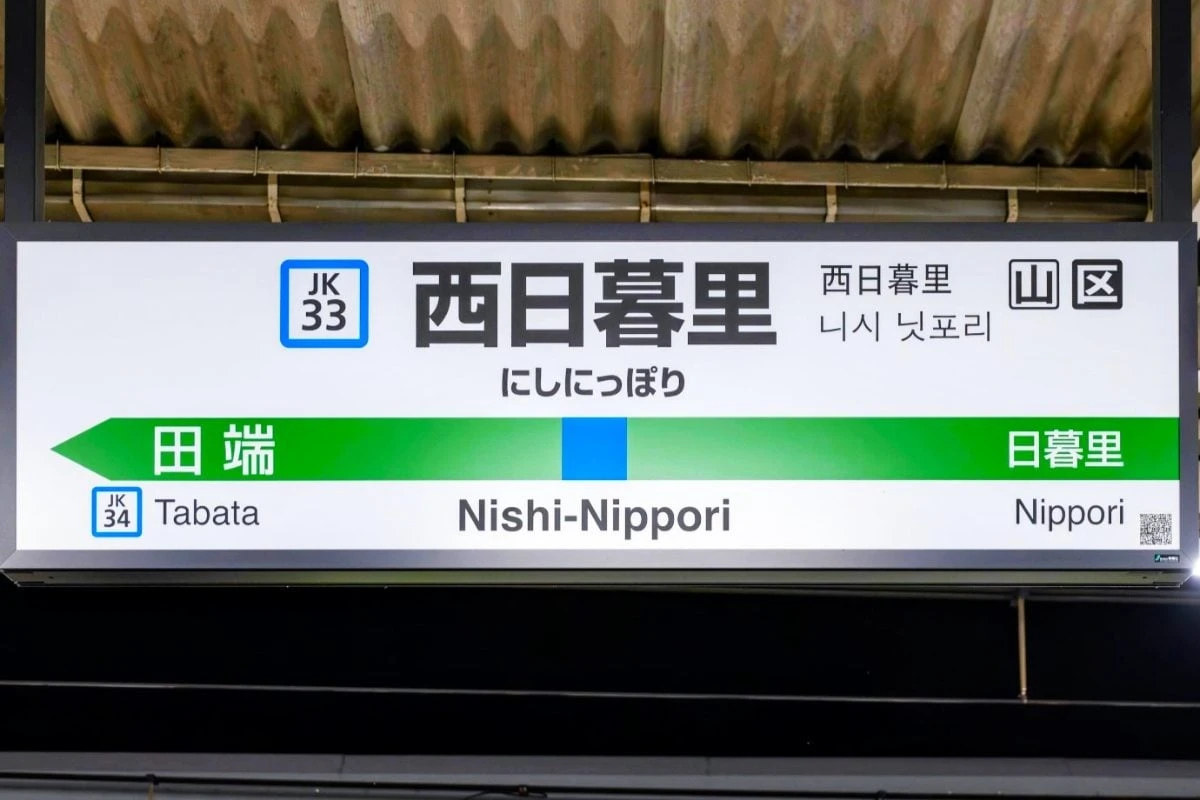 JK
33
西日暮里
西日暮里
니시 닛포리
山 区
にしにっぽり
田端
日暮里
JK
34
Tabata
Nishi-Nippori
Nippori